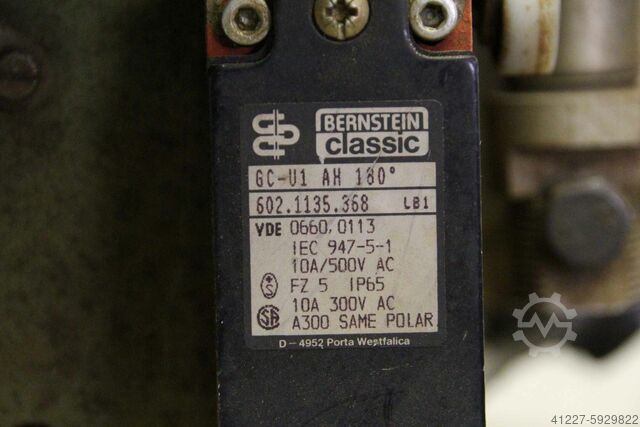 BERNSTEIN
classic
GC-U1 AH 180°
602.1135.368 LB1
VDE 0660,0113
IEC 947-5-1
10A/500V AC
FZ 5 IP65
10A 300V AC
A300 SAME POLAR
D-4952 Porta Westfalica
41227-5929822